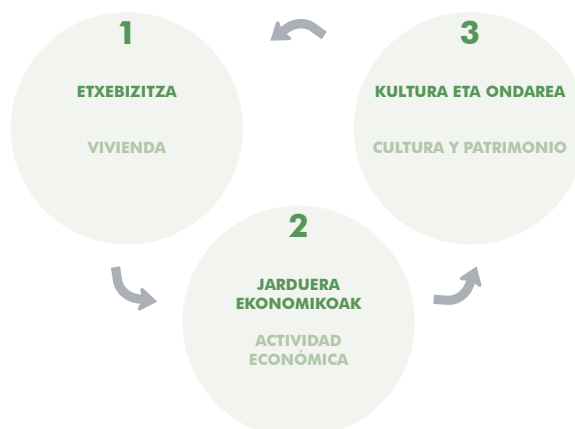 1
ETXEBIZITZA
VIVIENDA
2
JARDUERA
EKONOMIKOAK
ACTIVIDAD
ECONÓMICA
3
KULTURA ETA ONDAREA
CULTURA Y PATRIMONIO